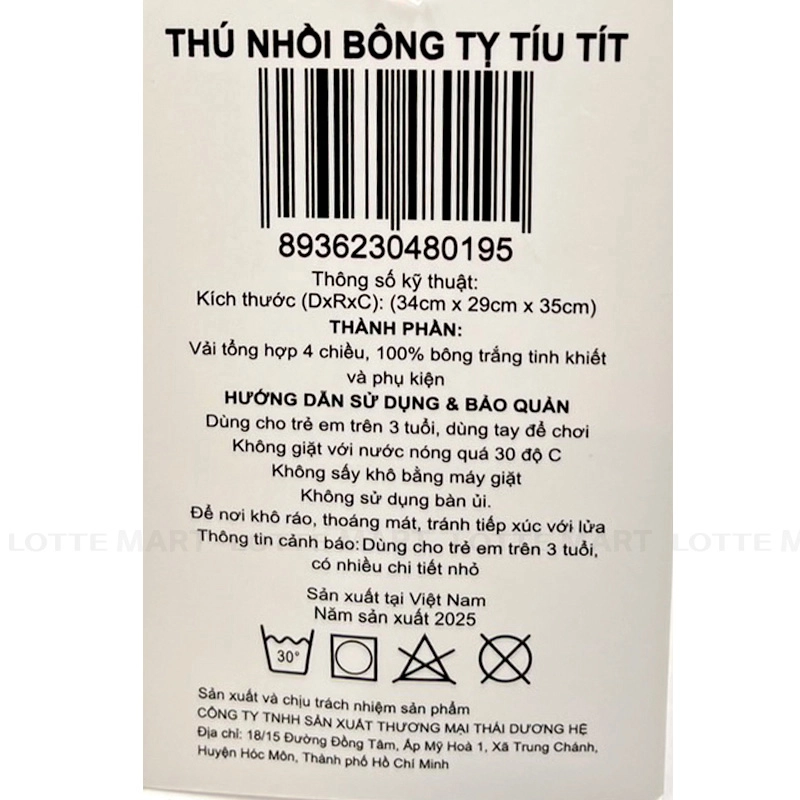 THÚ NHỒI BÔNG TỴ TÍU TÍT
8936230480195
Thông số kỹ thuật:
Kích thước (DxRxC): (34cm x 29cm x 35cm)
THÀNH PHẦN:
Vải tổng hợp 4 chiều, 100% bông trắng tinh khiết
và phụ kiện
HƯỚNG DẪN SỬ DỤNG & BẢO QUẢN
Dùng cho trẻ em trên 3 tuổi, dùng tay để chơi
Không giặt với nước nóng quá 30 độ C
Không sấy khô bằng máy giặt
Không sử dụng bàn ủi.
Để nơi khô ráo, thoáng mát, tránh tiếp xúc với lửa
LOTTE MART LOTTE MART LOTTE M
Thông tin cảnh báo: Dùng cho trẻ em trên 3 tuổi,
có nhiều chi tiết nhỏ
Sản xuất tại Việt Nam
Năm sản xuất 2025
30°
Sản xuất và chịu trách nhiệm sản phẩm
CÔNG TY TNHH SẢN XUẤT THƯƠNG MẠI THÁI DƯƠNG HỆ
Địa chỉ: 18/15 Đường Đồng Tâm, Ấp Mỹ Hoà 1, Xã Trung Chánh,
Huyện Hóc Môn, Thành phố Hồ Chí Minh